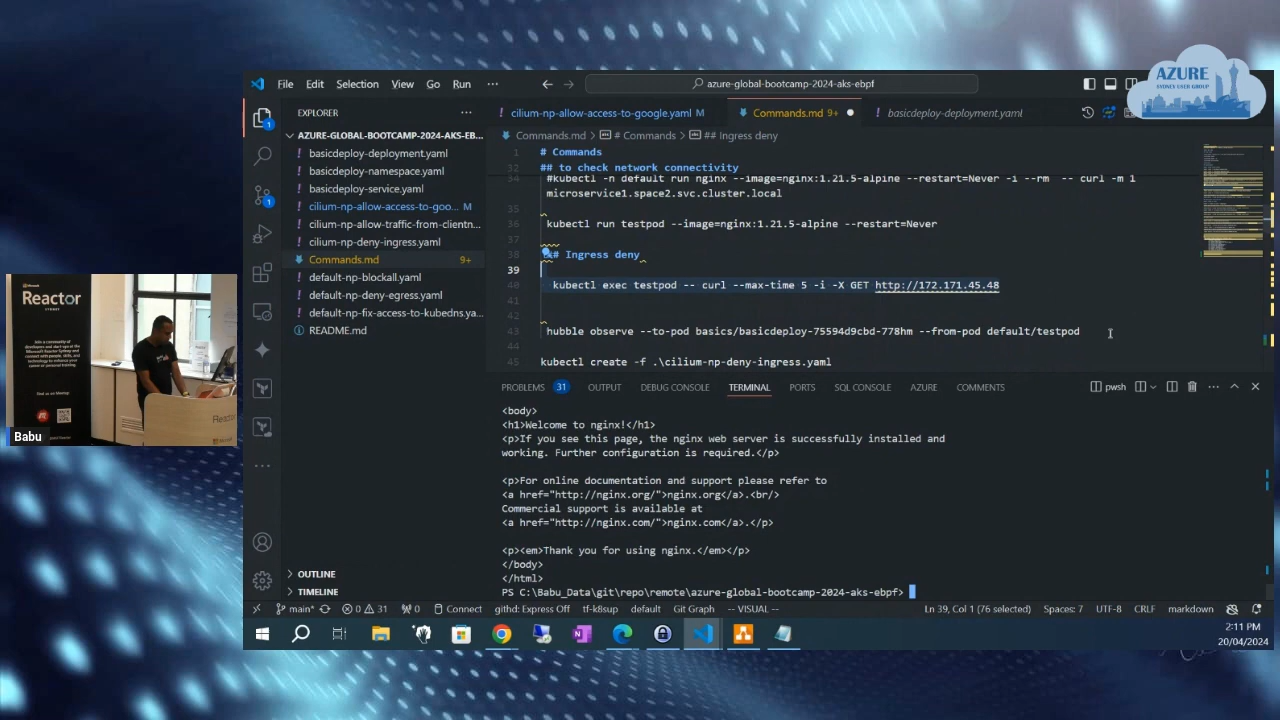 AZURE
SYDNEY USER GROUP
File Edit Selection View Go Run ···
azure-global-bootcamp-2024-aks-ebpf
EXPLORER
AZURE-GLOBAL-BOOTCAMP-2024-AKS-EB...
basicdeploy-deployment.yaml
basicdeploy-namespace.yaml
basicdeploy-service.yaml
cilium-np-allow-access-to-goo... M
cilium-np-allow-traffic-from-clientn...
cilium-np-deny-ingress.yaml
Commands.md 9+
default-np-blockall.yaml
default-np-deny-egress.yaml
default-np-fix-access-to-kubedns.ya...
README.md
OUTLINE
TIMELINE
cilium-np-allow-access-to-google.yaml M Commands.md 9+ basicdeploy-deployment.yaml
Commands.md > # Commands > ## Ingress deny
1 # Commands
## to check network connectivity
#kubectl -n default run nginx --image=nginx:1.21.5-alpine --restart=Never -i --rm -- curl -m 1
microservice1.space2.svc.cluster.local
kubectl run testpod --image=nginx:1.21.5-alpine --restart=Never
38 ## Ingress deny
39
40 kubectl exec testpod -- curl --max-time 5 -i -X GET http://172.171.45.48
41
43 hubble observe --to-pod basics/basicdeploy-75594d9cbd-778hm --from-pod default/testpod
44
45 kubectl create -f .\cilium-np-deny-ingress.yaml
PROBLEMS 31 OUTPUT DEBUG CONSOLE TERMINAL PORTS SQL CONSOLE AZURE COMMENTS pwsh
<body>
<h1>Welcome to nginx!</h1>
<p>If you see this page, the nginx web server is successfully installed and
working. Further configuration is required.</p>
<p>For online documentation and support please refer to
<a href="http://nginx.org/">nginx.org</a>.<br/>
Commercial support is available at
<a href="http://nginx.com/">nginx.com</a>.</p>
<p><em>Thank you for using nginx.</em></p>
</body>
</html>
PS C:\Babu_Data\git\repo\remote\azure-global-bootcamp-2024-aks-ebpf>
main* 0 31 0 Connect githd: Express Off tf-k8sup default Git Graph -- VISUAL -- Ln 39, Col 1 (76 selected) Spaces: 7 UTF-8 CRLF markdown
2:11 PM
20/04/2024
Microsoft
Reactor
SYDNEY
Babu